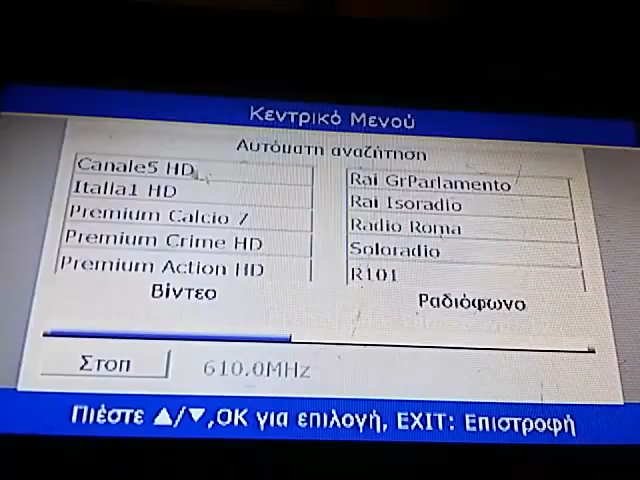 Κεντρικό Μενού
Αυτόματη αναζήτηση
Canale5 HD
Italia1 HD
Premium Calcio 7
Premium Crime HD
Premium Action HD
Βίντεο
Rai GrParlamento
Rai Isoradio
Radio Roma
Soloradio
R101
Ραδιόφωνο
Στοπ
610.0MHz
Πιέστε ▲/▼,OK για επιλογή, EXIT: Επιστροφή